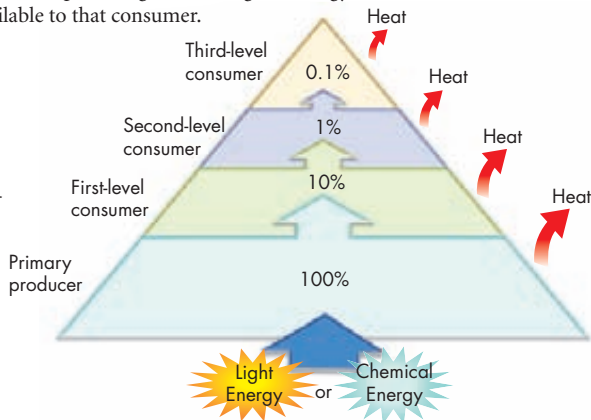 ilable to that consumer.
Heat
Third-level
consumer
0.1%
Heat
Second-level
consumer
1%
Heat
First-level
consumer
10%
Heat
Primary
producer
100%
Light
Energy
or
Chemical
Energy